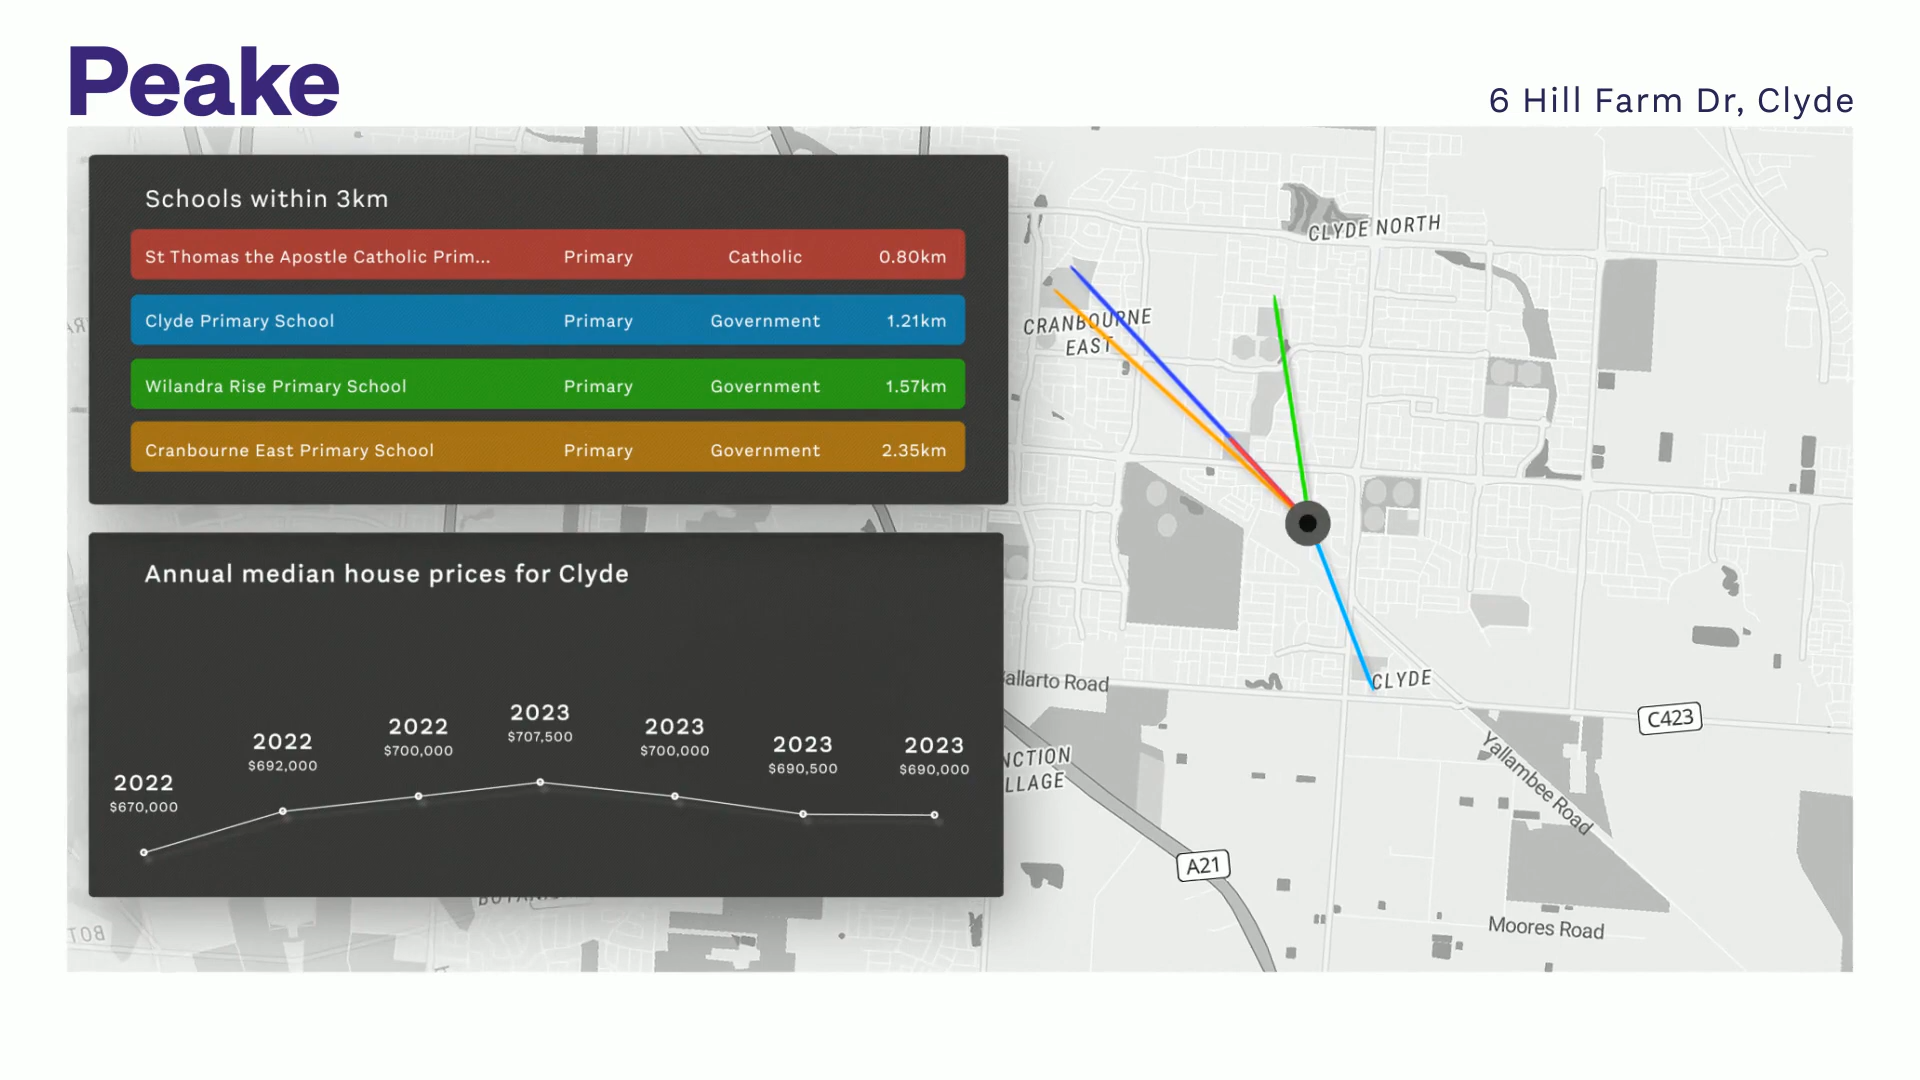 Peake
6 Hill Farm Dr, Clyde
Schools within 3km
St Thomas the Apostle Catholic Prim... Primary Catholic 0.80km
Clyde Primary School Primary Government 1.21km
Wilandra Rise Primary School Primary Government 1.57km
Cranbourne East Primary School Primary Government 2.35km
Annual median house prices for Clyde
2022
$670,000
2022
$692,000
2022
$700,000
2023
$707,500
2023
$700,000
2023
$690,500
2023
$690,000
CLYDE NORTH
CRANBOURNE
EAST
CLYDE
allarto Road
C423
NCTION
LLAGE
Yallambee Road
A21
Moores Road
BOT